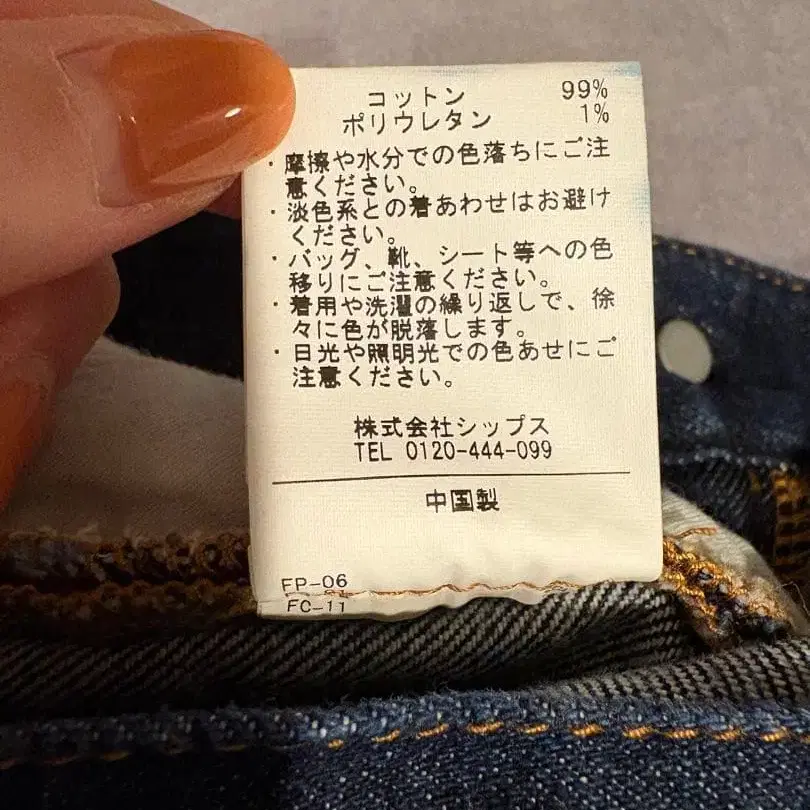 コットン 99%
ポリウレタン 1%
・摩擦や水分での色落ちにご注
意ください。
・淡色系との着あわせはお避け
ください。
・バッグ、靴、シート等への色
移りにご注意ください。
・着用や洗濯の繰り返しで、徐
々に色が脱落します。
・日光や照明光での色あせにご
注意ください。
株式会社シップス
TEL 0120-444-099
中国製
FP-06
FC-11